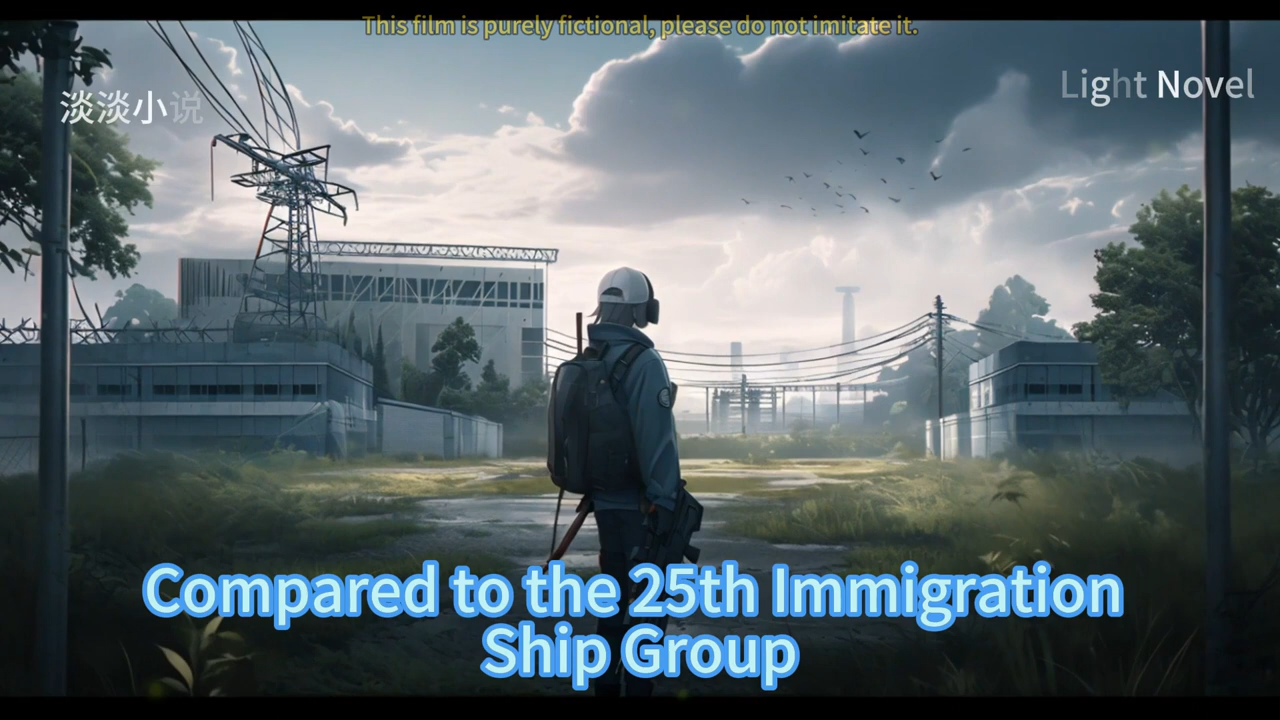 This film is purely fictional, please do not imitate it.
淡淡小说
Light Novel
Compared to the 25th Immigration
Ship Group